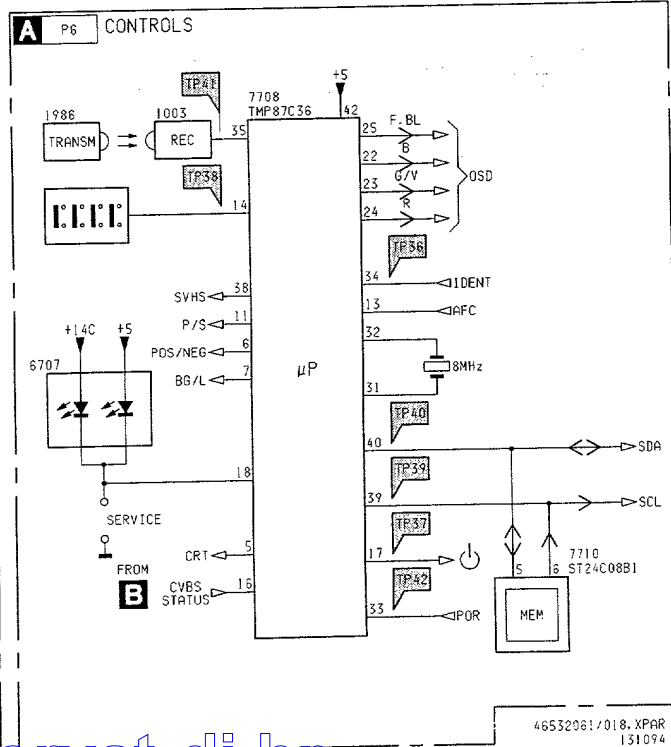 A P6 CONTROLS
+5
TP41
7708
TMP87C36
42
1986
1003
TRANSM
REC
35
25
F.BL
22
B
23
G/V
24
R
OSD
TP38
14
TP36
34
IDENT
SVHS
38
13
AFC
P/S
11
32
POS/NEG
6
8MHz
BG/L
7
µP
31
+14C
+5
6707
TP40
40
SDA
18
TP39
39
SCL
SERVICE
TP37
CRT
5
17
7710
ST24C08B1
FROM
B
CVBS
STATUS
16
TP42
5
6
MEM
33
POR
46532061/018.XPAR
131094